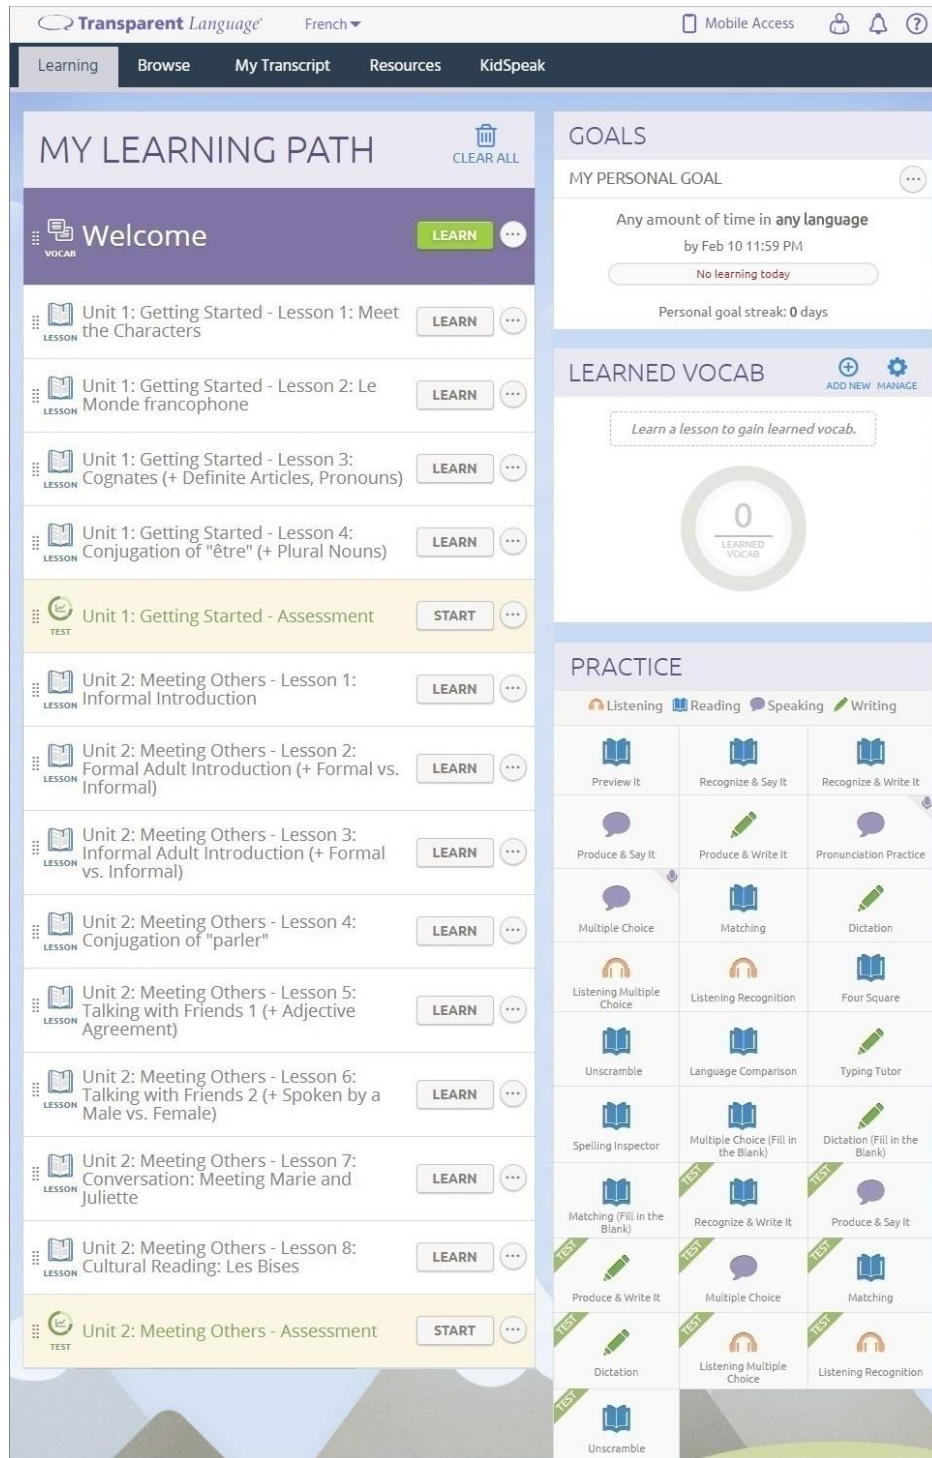 Transparent Language
French
Mobile Access
Learning
Browse
My Transcript
Resources
KidSpeak
MY LEARNING PATH
CLEAR ALL
VOCAB
Welcome
LEARN
LESSON
Unit 1: Getting Started - Lesson 1: Meet
the Characters
LEARN
LESSON
Unit 1: Getting Started - Lesson 2: Le
Monde francophone
LEARN
LESSON
Unit 1: Getting Started - Lesson 3:
Cognates (+ Definite Articles, Pronouns)
LEARN
LESSON
Unit 1: Getting Started - Lesson 4:
Conjugation of "être" (+ Plural Nouns)
LEARN
TEST
Unit 1: Getting Started - Assessment
START
LESSON
Unit 2: Meeting Others - Lesson 1:
Informal Introduction
LEARN
LESSON
Unit 2: Meeting Others - Lesson 2:
Formal Adult Introduction (+ Formal vs.
Informal)
LEARN
LESSON
Unit 2: Meeting Others - Lesson 3:
Informal Adult Introduction (+ Formal
vs. Informal)
LEARN
LESSON
Unit 2: Meeting Others - Lesson 4:
Conjugation of "parler"
LEARN
LESSON
Unit 2: Meeting Others - Lesson 5:
Talking with Friends 1 (+ Adjective
Agreement)
LEARN
LESSON
Unit 2: Meeting Others - Lesson 6:
Talking with Friends 2 (+ Spoken by a
Male vs. Female)
LEARN
LESSON
Unit 2: Meeting Others - Lesson 7:
Conversation: Meeting Marie and
Juliette
LEARN
LESSON
Unit 2: Meeting Others - Lesson 8:
Cultural Reading: Les Bises
LEARN
TEST
Unit 2: Meeting Others - Assessment
START
GOALS
MY PERSONAL GOAL
Any amount of time in any language
by Feb 10 11:59 PM
No learning today
Personal goal streak: 0 days
LEARNED VOCAB
ADD NEW
MANAGE
Learn a lesson to gain learned vocab.
0
LEARNED
VOCAB
PRACTICE
Listening
Reading
Speaking
Writing
Preview It
Recognize & Say It
Recognize & Write It
Produce & Say It
Produce & Write It
Pronunciation Practice
Multiple Choice
Matching
Dictation
Listening Multiple
Choice
Listening Recognition
Four Square
Unscramble
Language Comparison
Typing Tutor
Spelling Inspector
Multiple Choice (Fill in
the Blank)
Dictation (Fill in the
Blank)
Matching (Fill in the
Blank)
TEST
Recognize & Write It
TEST
Produce & Say It
TEST
Produce & Write It
TEST
Multiple Choice
TEST
Matching
TEST
Dictation
TEST
Listening Multiple
Choice
TEST
Listening Recognition
TEST
Unscramble